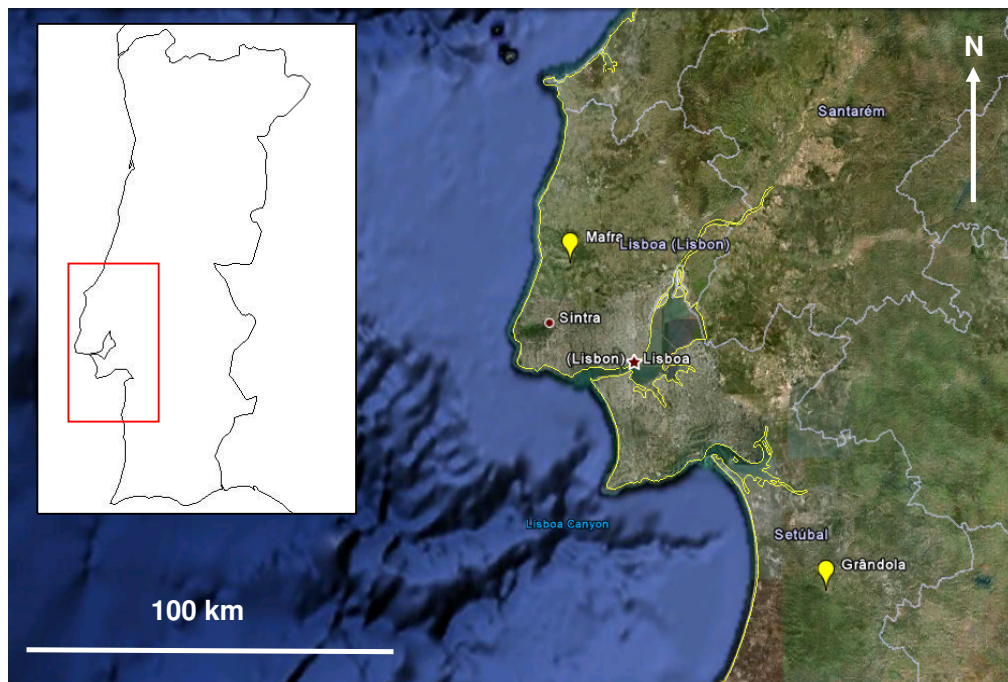 N
Santarém
Mafra
Lisboa (Lisbon)
Sintra
(Lisbon) Lisboa
Lisboa Canyon
Setúbal
Grândola
100 km